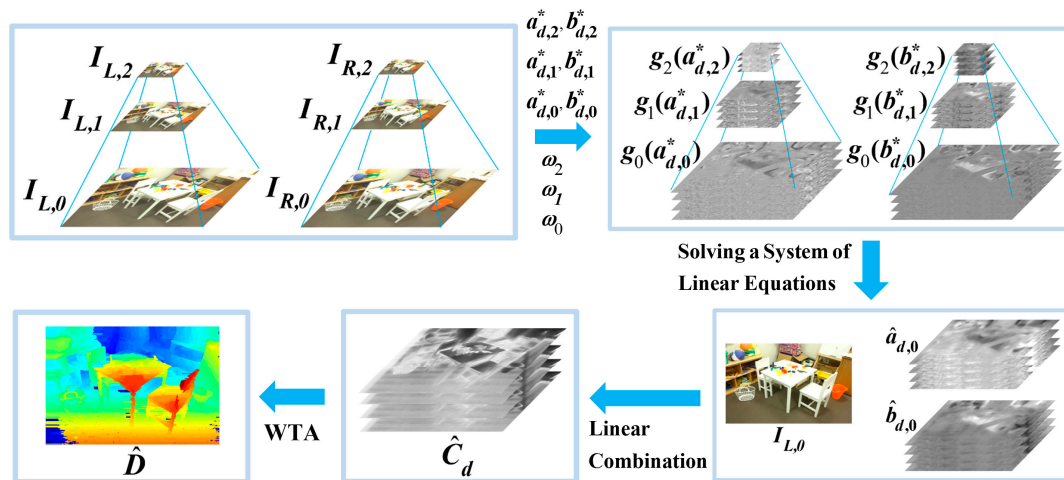 I_{L,2}
I_{L,1}
I_{L,0}
I_{R,2}
I_{R,1}
I_{R,0}
a^*_{d,2}, b^*_{d,2}
a^*_{d,1}, b^*_{d,1}
a^*_{d,0}, b^*_{d,0}
ω_2
ω_1
ω_0
g_2(a^*_{d,2})
g_1(a^*_{d,1})
g_0(a^*_{d,0})
g_2(b^*_{d,2})
g_1(b^*_{d,1})
g_0(b^*_{d,0})
Solving a System of
Linear Equations
I_{L,0}
â_{d,0}
b̂_{d,0}
Linear
Combination
Ĉ_d
WTA
D̂